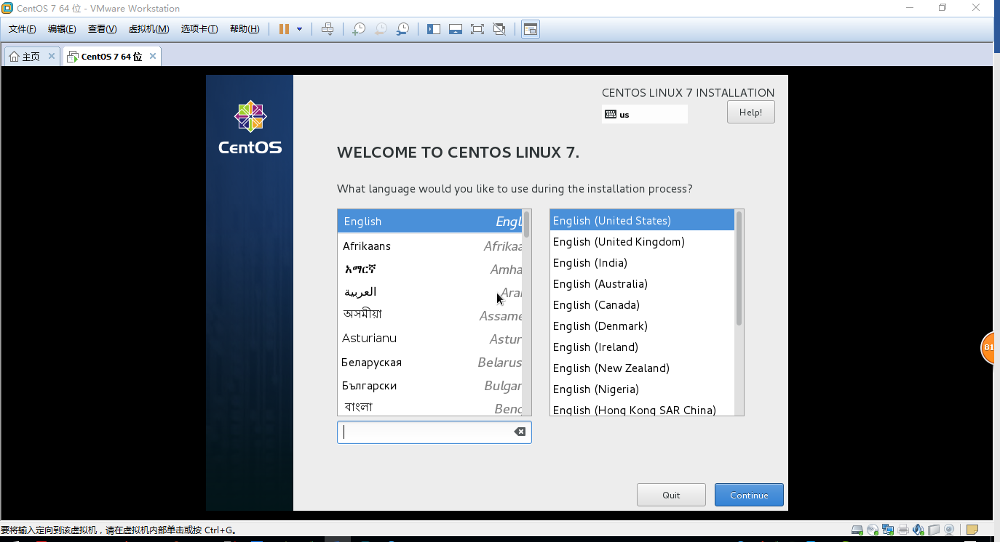 CentOS 7 64 位 - VMware Workstation
文件(F) 编辑(E) 查看(V) 虚拟机(M) 选项卡(T) 帮助(H)
主页 CentOS 7 64 位
CentOS
CENTOS LINUX 7 INSTALLATION
us
Help!
WELCOME TO CENTOS LINUX 7.
What language would you like to use during the installation process?
English Engl
Afrikaans Afrikaa
አማርኛ Amha
العربية Ara
অসমীয়া Assame
Asturianu Astur
Беларуская Belarus
Български Bulgar
বাংলা Beng
English (United States)
English (United Kingdom)
English (India)
English (Australia)
English (Canada)
English (Denmark)
English (Ireland)
English (New Zealand)
English (Nigeria)
English (Hong Kong SAR China)
81
Quit
Continue
要将输入定向到该虚拟机，请在虚拟机内部单击或按 Ctrl+G。